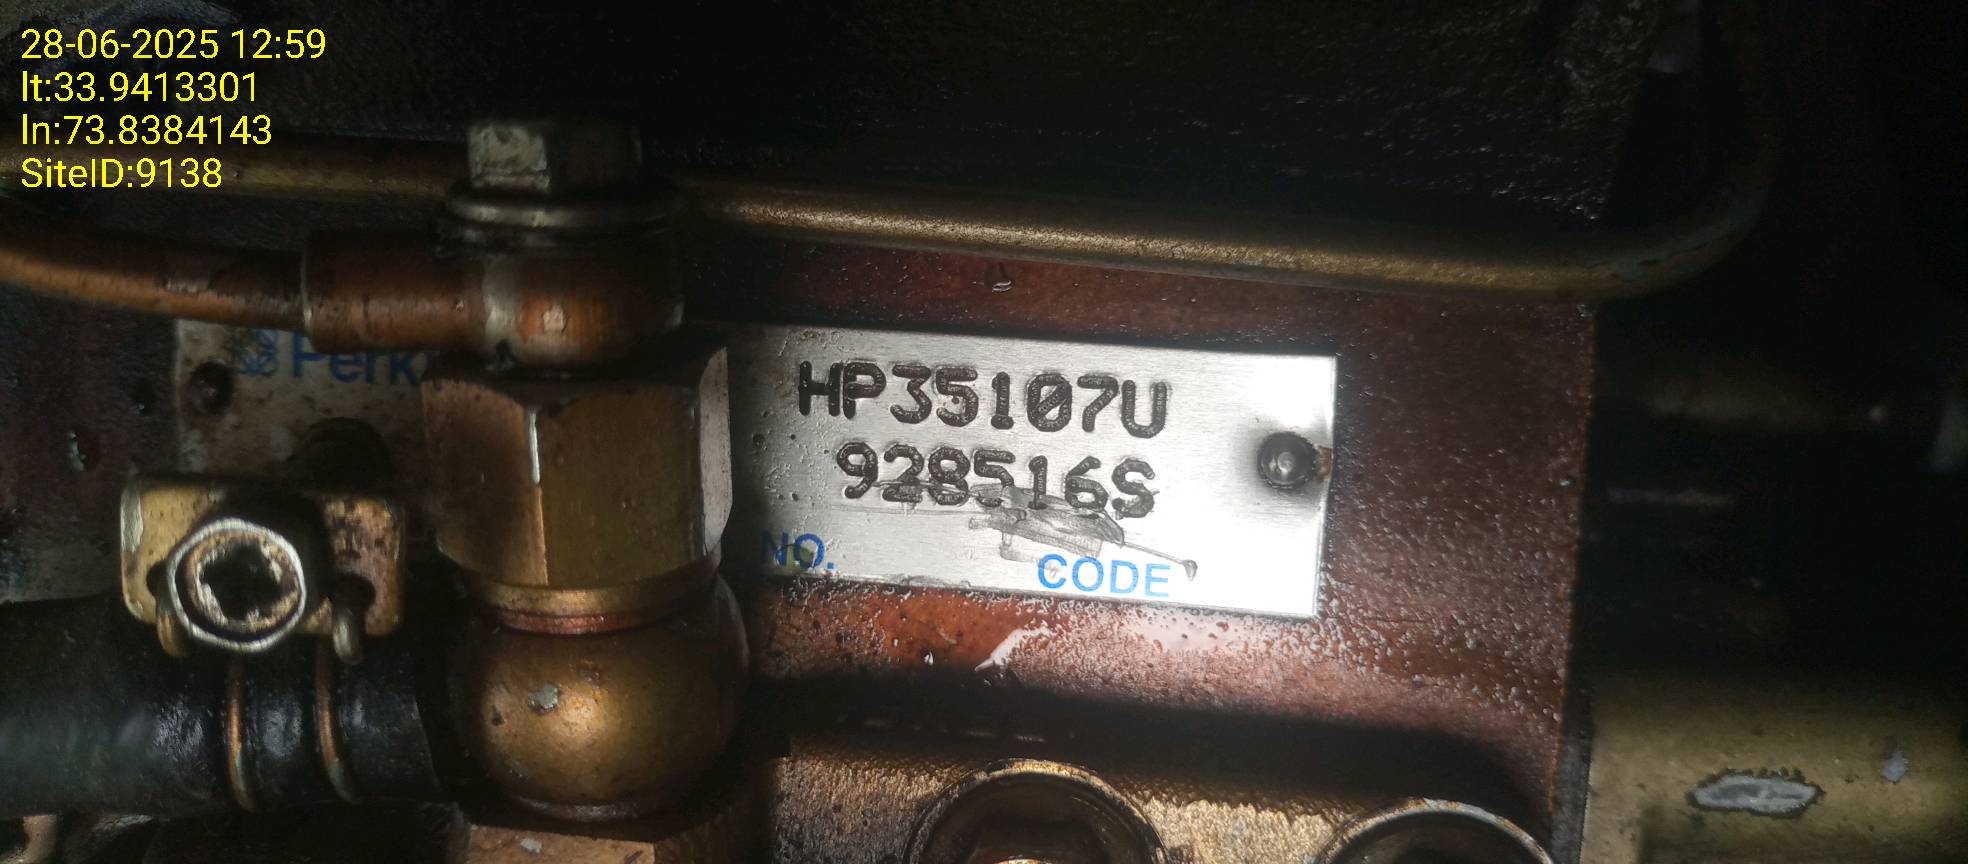 28-06-2025 12:59
lt:33.9413301
ln:73.8384143
SiteID:9138
HP35107U
928516S
NO.
CODE